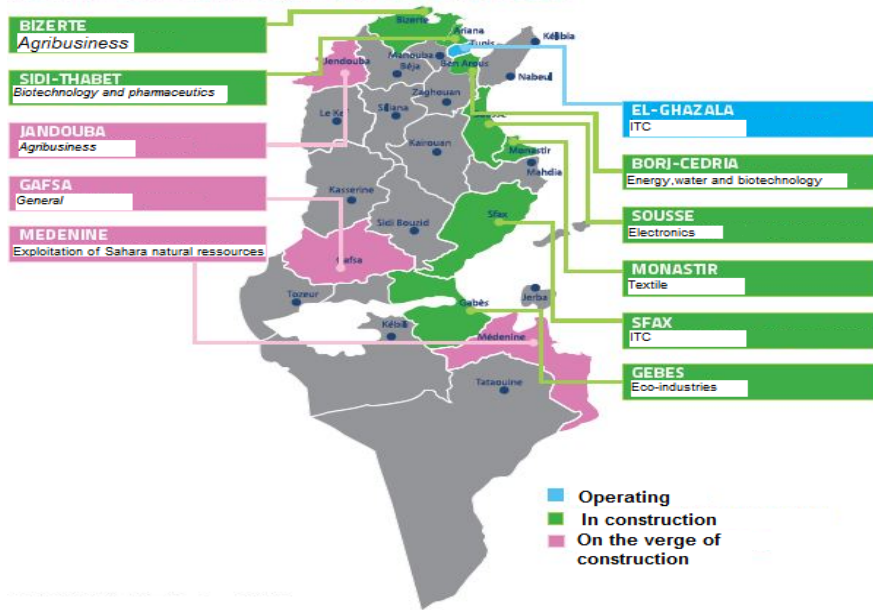 BIZERTE
Agribusiness
SIDI-THABET
Biotechnology and pharmaceutics
JANDOUBA
Agribusiness
GAFSA
General
MEDENINE
Exploitation of Sahara natural ressources
Bizerte
Ariana
Tunis
Kélibia
Manouba
Jendouba
Béja
Ben Arous
Nabeul
Zaghouan
Le Kef
Siliana
Kairouan
Monastir
Mahdia
Kasserine
Sidi Bouzid
Sfax
Gafsa
Tozeur
Gabès
Jerba
Médenine
Tataouine
EL-GHAZALA
ITC
BORJ-CEDRIA
Energy,water and biotechnology
SOUSSE
Electronics
MONASTIR
Textile
SFAX
ITC
GEBES
Eco-industries
Operating
In construction
On the verge of
construction